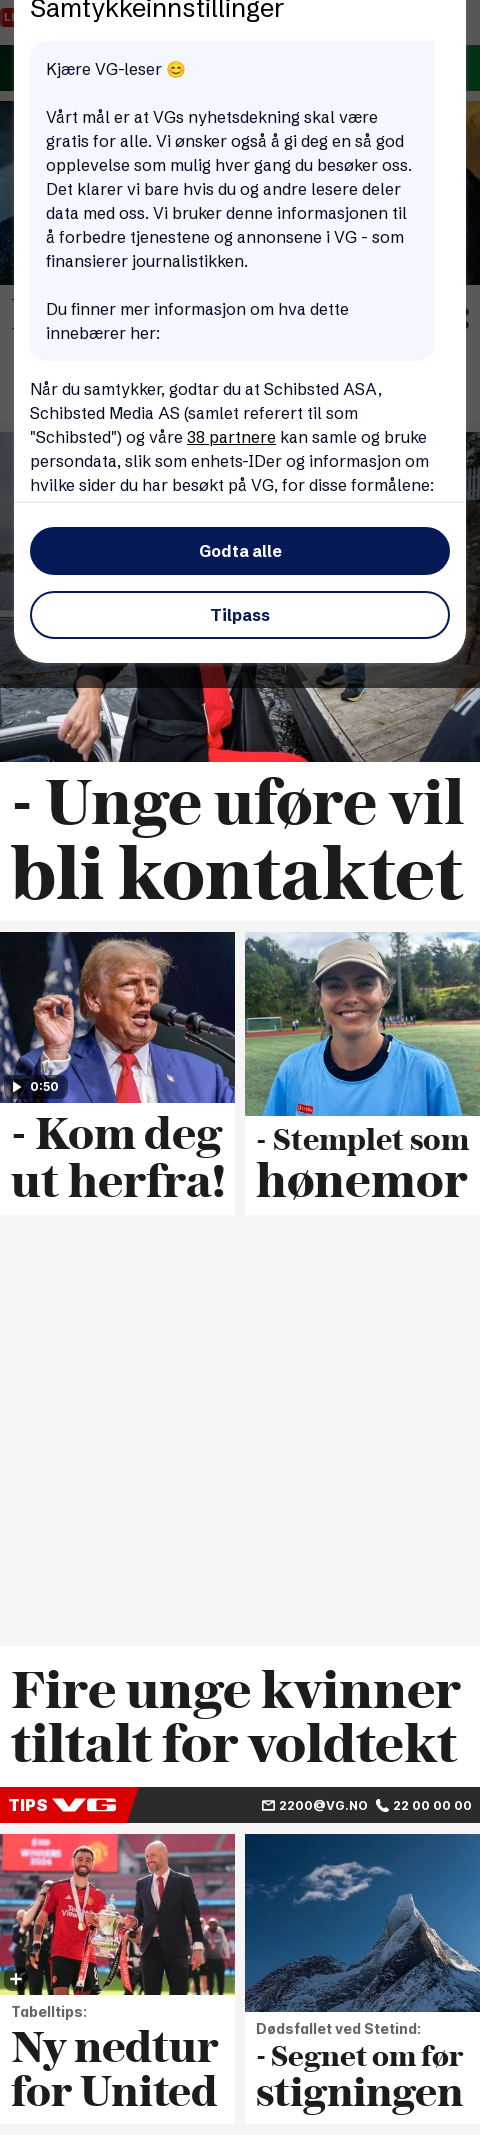 Samtykkeinnstillinger
Kjære VG-leser 😊
Vårt mål er at VGs nyhetsdekning skal være
gratis for alle. Vi ønsker også å gi deg en så god
opplevelse som mulig hver gang du besøker oss.
Det klarer vi bare hvis du og andre lesere deler
data med oss. Vi bruker denne informasjonen til
å forbedre tjenestene og annonsene i VG - som
finansierer journalistikken.
Du finner mer informasjon om hva dette
innebærer her:
Når du samtykker, godtar du at Schibsted ASA,
Schibsted Media AS (samlet referert til som
"Schibsted") og våre 38 partnere kan samle og bruke
persondata, slik som enhets-IDer og informasjon om
hvilke sider du har besøkt på VG, for disse formålene:
Godta alle
Tilpass
- Unge uføre vil
bli kontaktet
0:50
- Kom deg
ut herfra!
- Stemplet som
hønemor
Fire unge kvinner
tiltalt for voldtekt
TIPS VG
2200@VG.NO 22 00 00 00
WINNERS
2024
Tabelltips:
Ny nedtur
for United
Dødsfallet ved Stetind:
- Segnet om før
stigningen